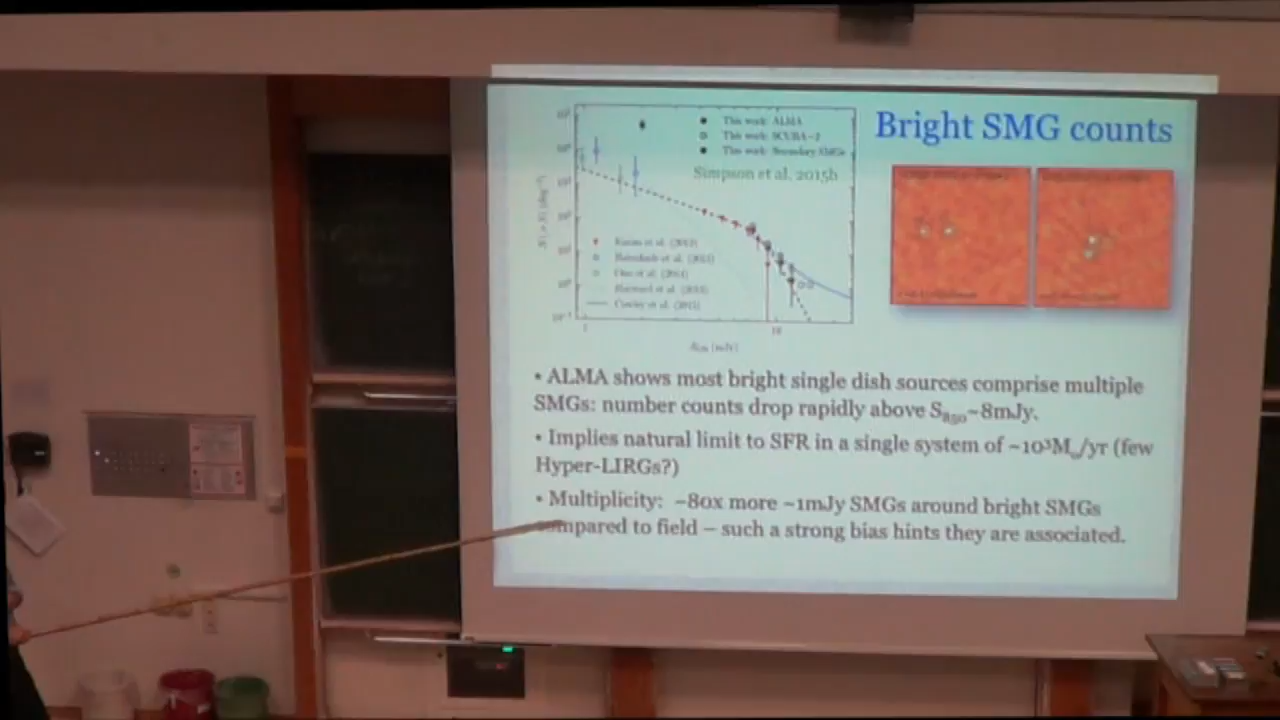 Bright SMG counts
This work: ALMA
This work: SCUBA-2
This work: Secondary SMGs
Simpson et al. 2015b
Karim et al. (2013)
Chen et al. (2014)
Hayward et al. (2013)
Cowley et al. (2015)
1
10
• ALMA shows most bright single dish sources comprise multiple
SMGs: number counts drop rapidly above S₈₅₀~8mJy.
• Implies natural limit to SFR in a single system of ~10³M☉/yr (few
Hyper-LIRGs?)
• Multiplicity: ~80x more ~1mJy SMGs around bright SMGs
compared to field – such a strong bias hints they are associated.